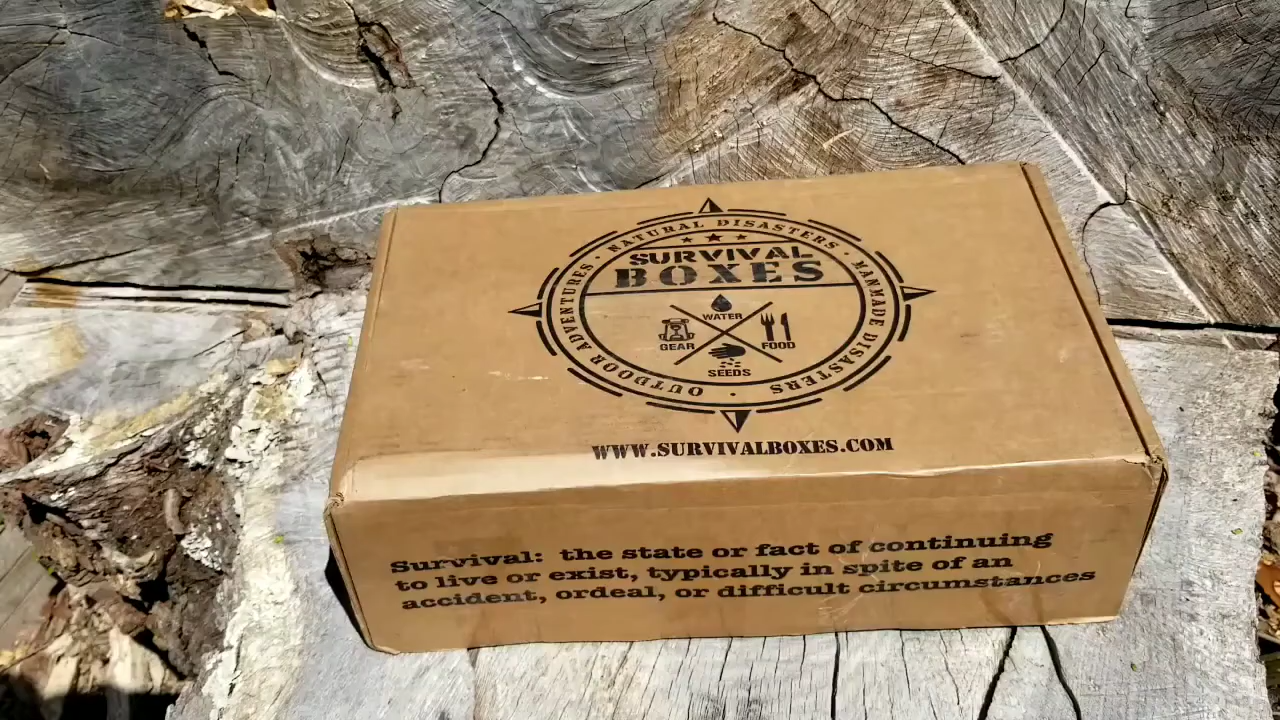 NATURAL DISASTERS • MANMADE DISASTERS • OUTDOOR ADVENTURES •
SURVIVAL
BOXES
WATER
GEAR
FOOD
SEEDS
WWW.SURVIVALBOXES.COM
Survival: the state or fact of continuing
to live or exist, typically in spite of an
accident, ordeal, or difficult circumstances